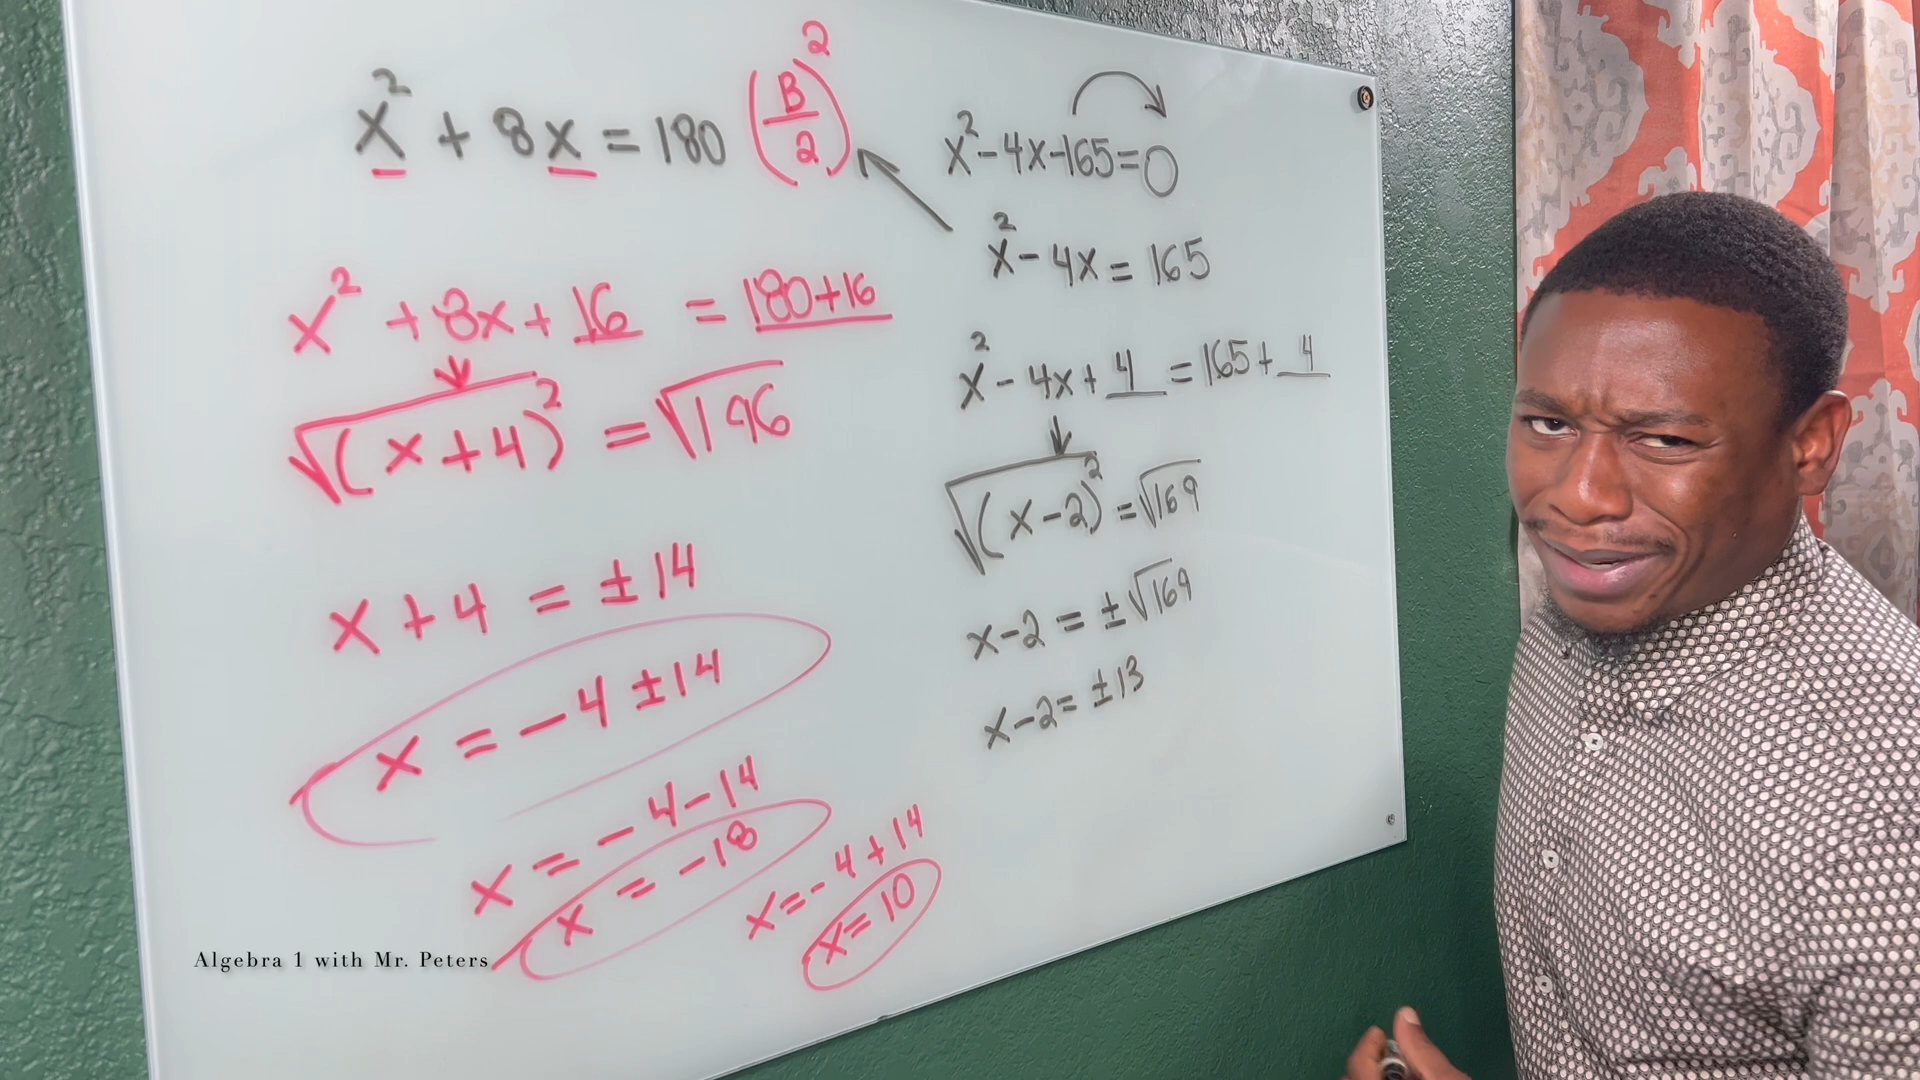 x² + 8x = 180 (B/2)²
x² + 8x + 16 = 180+16
√(x+4)² = √196
x + 4 = ±14
x = -4 ±14
x = -4-14
x = -18
x = -4+14
x = 10
x²-4x-165=0
x²-4x = 165
x²-4x+4 = 165+4
√(x-2)² = √169
x-2 = ±√169
x-2 = ±13
Algebra 1 with Mr. Peters